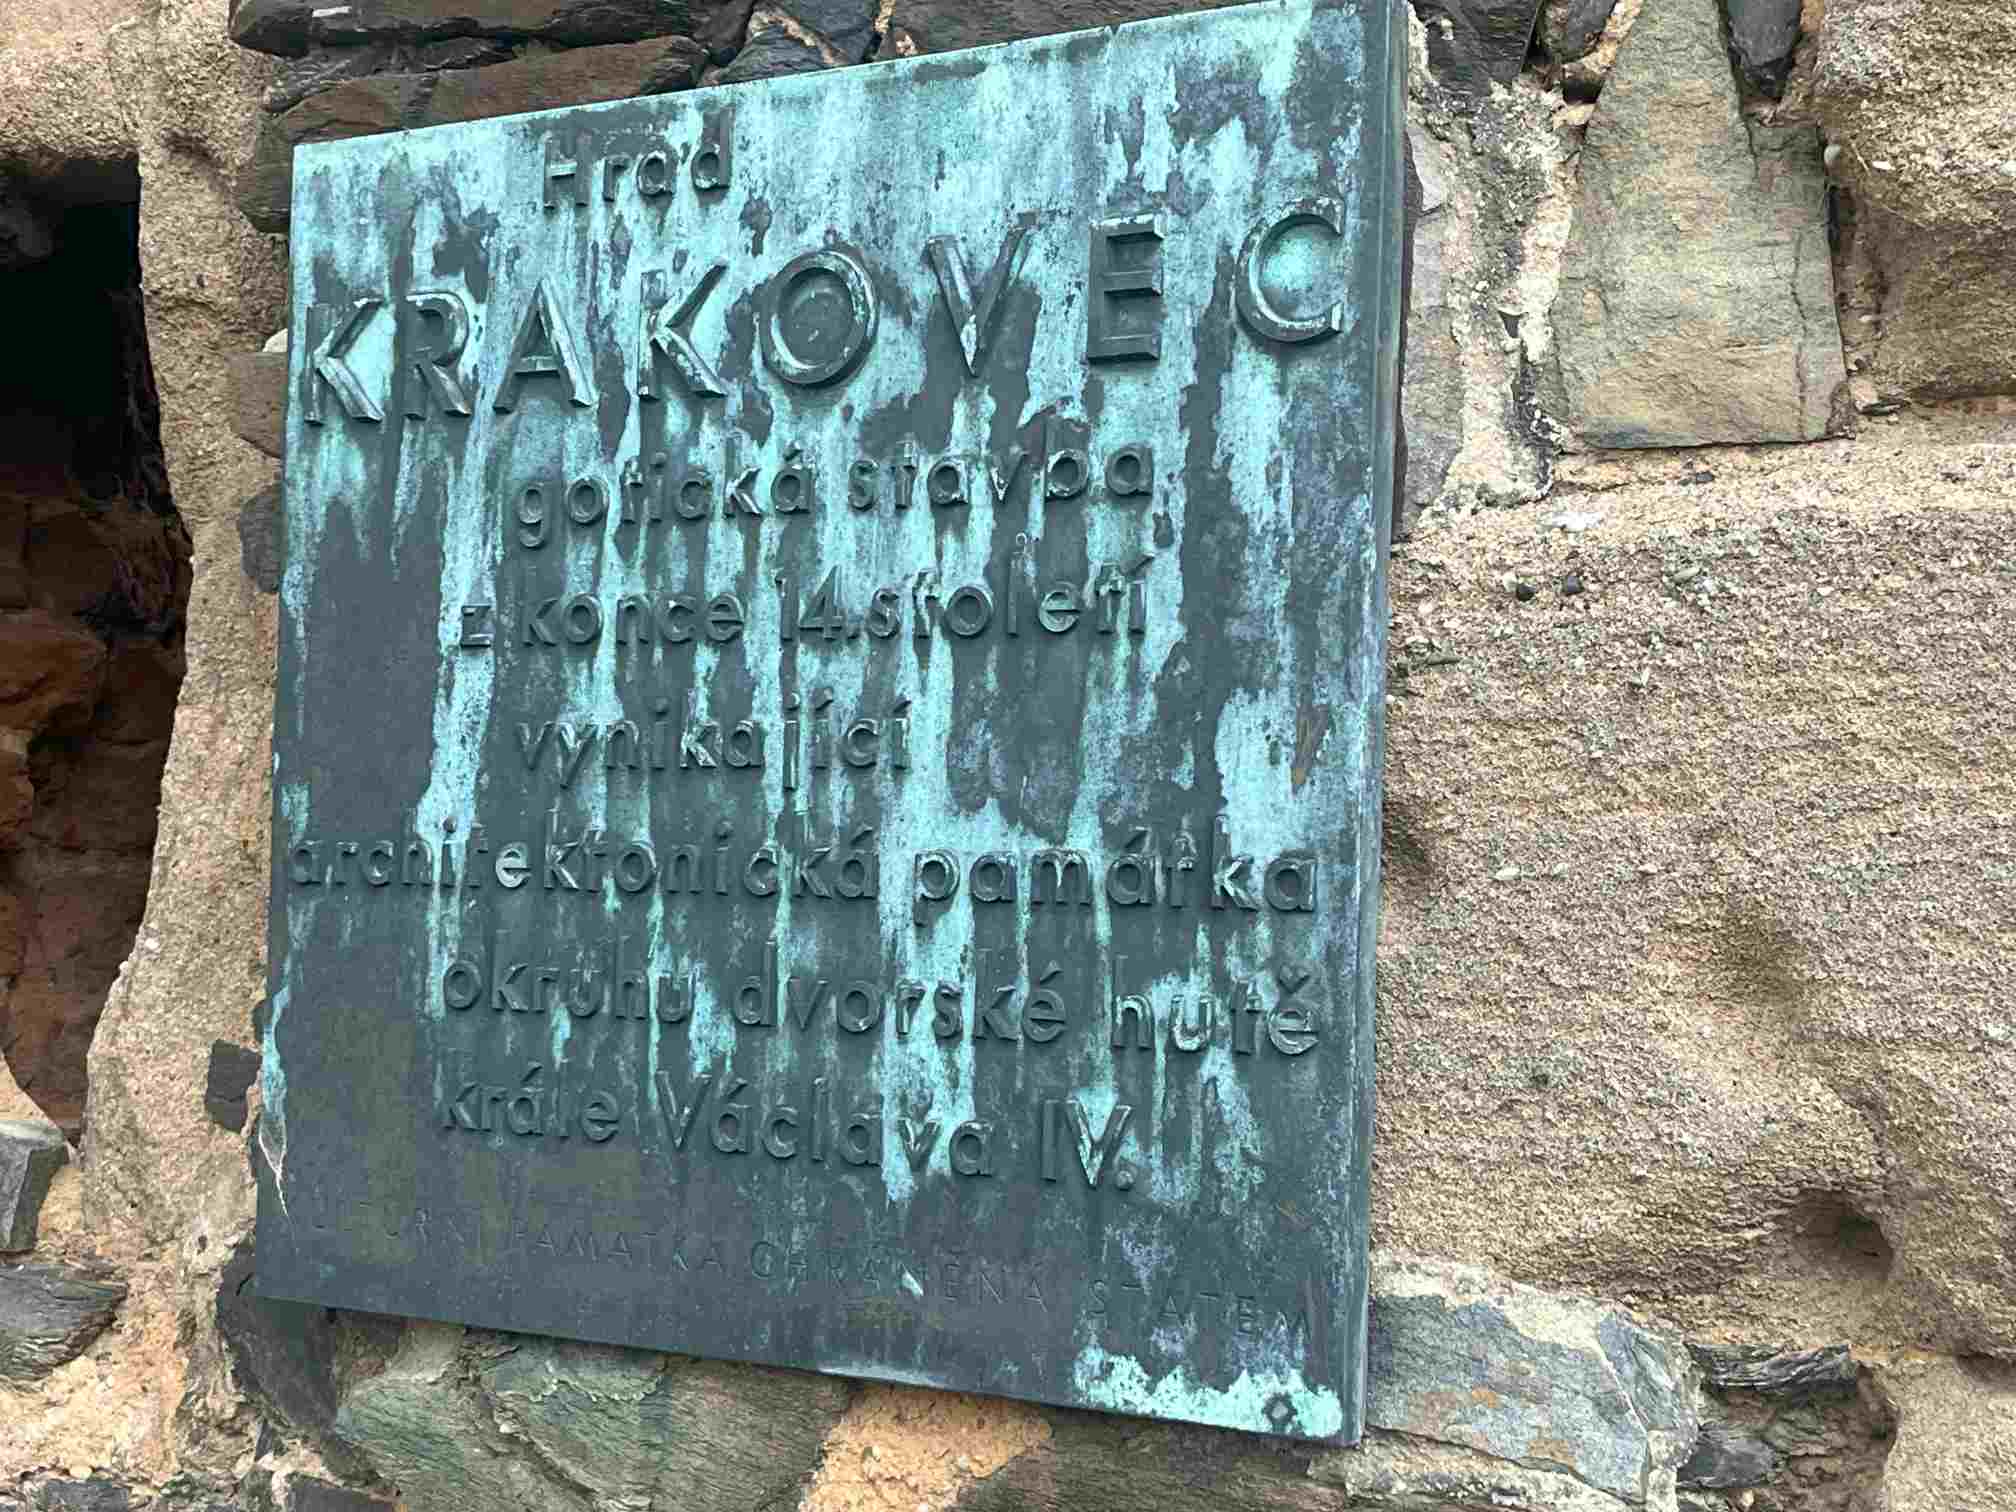 Hrad
KRAKOVEC
gotická stavba
z konce 14. století
vynikající
architektonická památka
okruhu dvorské hutě
krále Václava IV.
KULTURNÍ PAMÁTKA CHRÁNĚNÁ STÁTEM